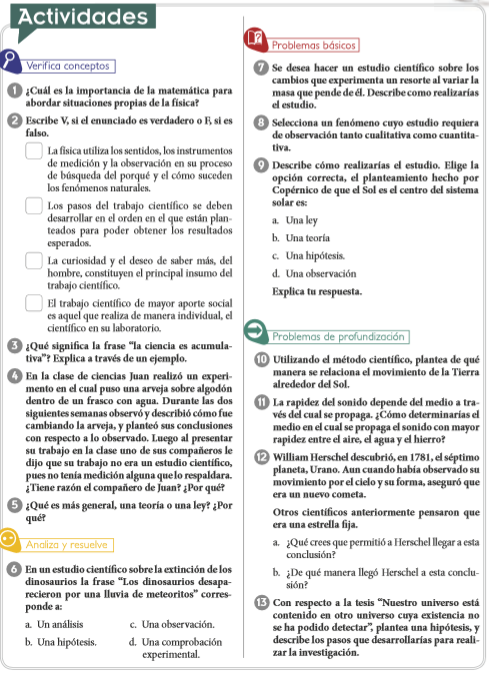 Actividades
Verifica conceptos
1 ¿Cuál es la importancia de la matemática para
abordar situaciones propias de la física?
2 Escribe V, si el enunciado es verdadero o F, si es
falso.
La física utiliza los sentidos, los instrumentos
de medición y la observación en su proceso
de búsqueda del porqué y el cómo suceden
los fenómenos naturales.
Los pasos del trabajo científico se deben
desarrollar en el orden en el que están plan-
teados para poder obtener los resultados
esperados.
La curiosidad y el deseo de saber más, del
hombre, constituyen el principal insumo del
trabajo científico.
El trabajo científico de mayor aporte social
es aquel que realiza de manera individual, el
científico en su laboratorio.
3 ¿Qué significa la frase “la ciencia es acumula-
tiva”? Explica a través de un ejemplo.
4 En la clase de ciencias Juan realizó un experi-
mento en el cual puso una arveja sobre algodón
dentro de un frasco con agua. Durante las dos
siguientes semanas observó y describió cómo fue
cambiando la arveja, y planteó sus conclusiones
con respecto a lo observado. Luego al presentar
su trabajo en la clase uno de sus compañeros le
dijo que su trabajo no era un estudio científico,
pues no tenía medición alguna que lo respaldara.
¿Tiene razón el compañero de Juan? ¿Por qué?
5 ¿Qué es más general, una teoría o una ley? ¿Por
qué?
Analiza y resuelve
6 En un estudio científico sobre la extinción de los
dinosaurios la frase “Los dinosaurios desapa-
recieron por una lluvia de meteoritos” corres-
ponde a:
a. Un análisis c. Una observación.
b. Una hipótesis. d. Una comprobación
experimental.
Problemas básicos
7 Se desea hacer un estudio científico sobre los
cambios que experimenta un resorte al variar la
masa que pende de él. Describe como realizarías
el estudio.
8 Selecciona un fenómeno cuyo estudio requiera
de observación tanto cualitativa como cuantita-
tiva.
9 Describe cómo realizarías el estudio. Elige la
opción correcta, el planteamiento hecho por
Copérnico de que el Sol es el centro del sistema
solar es:
a. Una ley
b. Una teoría
c. Una hipótesis.
d. Una observación
Explica tu respuesta.
Problemas de profundización
10 Utilizando el método científico, plantea de qué
manera se relaciona el movimiento de la Tierra
alrededor del Sol.
11 La rapidez del sonido depende del medio a tra-
vés del cual se propaga. ¿Cómo determinarías el
medio en el cual se propaga el sonido con mayor
rapidez entre el aire, el agua y el hierro?
12 William Herschel descubrió, en 1781, el séptimo
planeta, Urano. Aun cuando había observado su
movimiento por el cielo y su forma, aseguró que
era un nuevo cometa.
Otros científicos anteriormente pensaron que
era una estrella fija.
a. ¿Qué crees que permitió a Herschel llegar a esta
conclusión?
b. ¿De qué manera llegó Herschel a esta conclu-
sión?
13 Con respecto a la tesis “Nuestro universo está
contenido en otro universo cuya existencia no
se ha podido detectar”, plantea una hipótesis, y
describe los pasos que desarrollarías para reali-
zar la investigación.